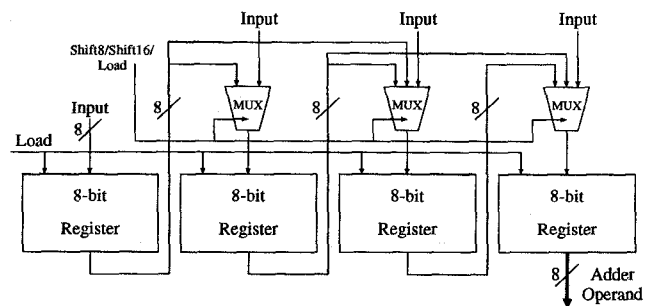 Input
Input
Input
Shift8/Shift16/
Load
Input
8
8
8
8
MUX
MUX
MUX
Load
8-bit
Register
8-bit
Register
8-bit
Register
8-bit
Register
8
Adder
Operand